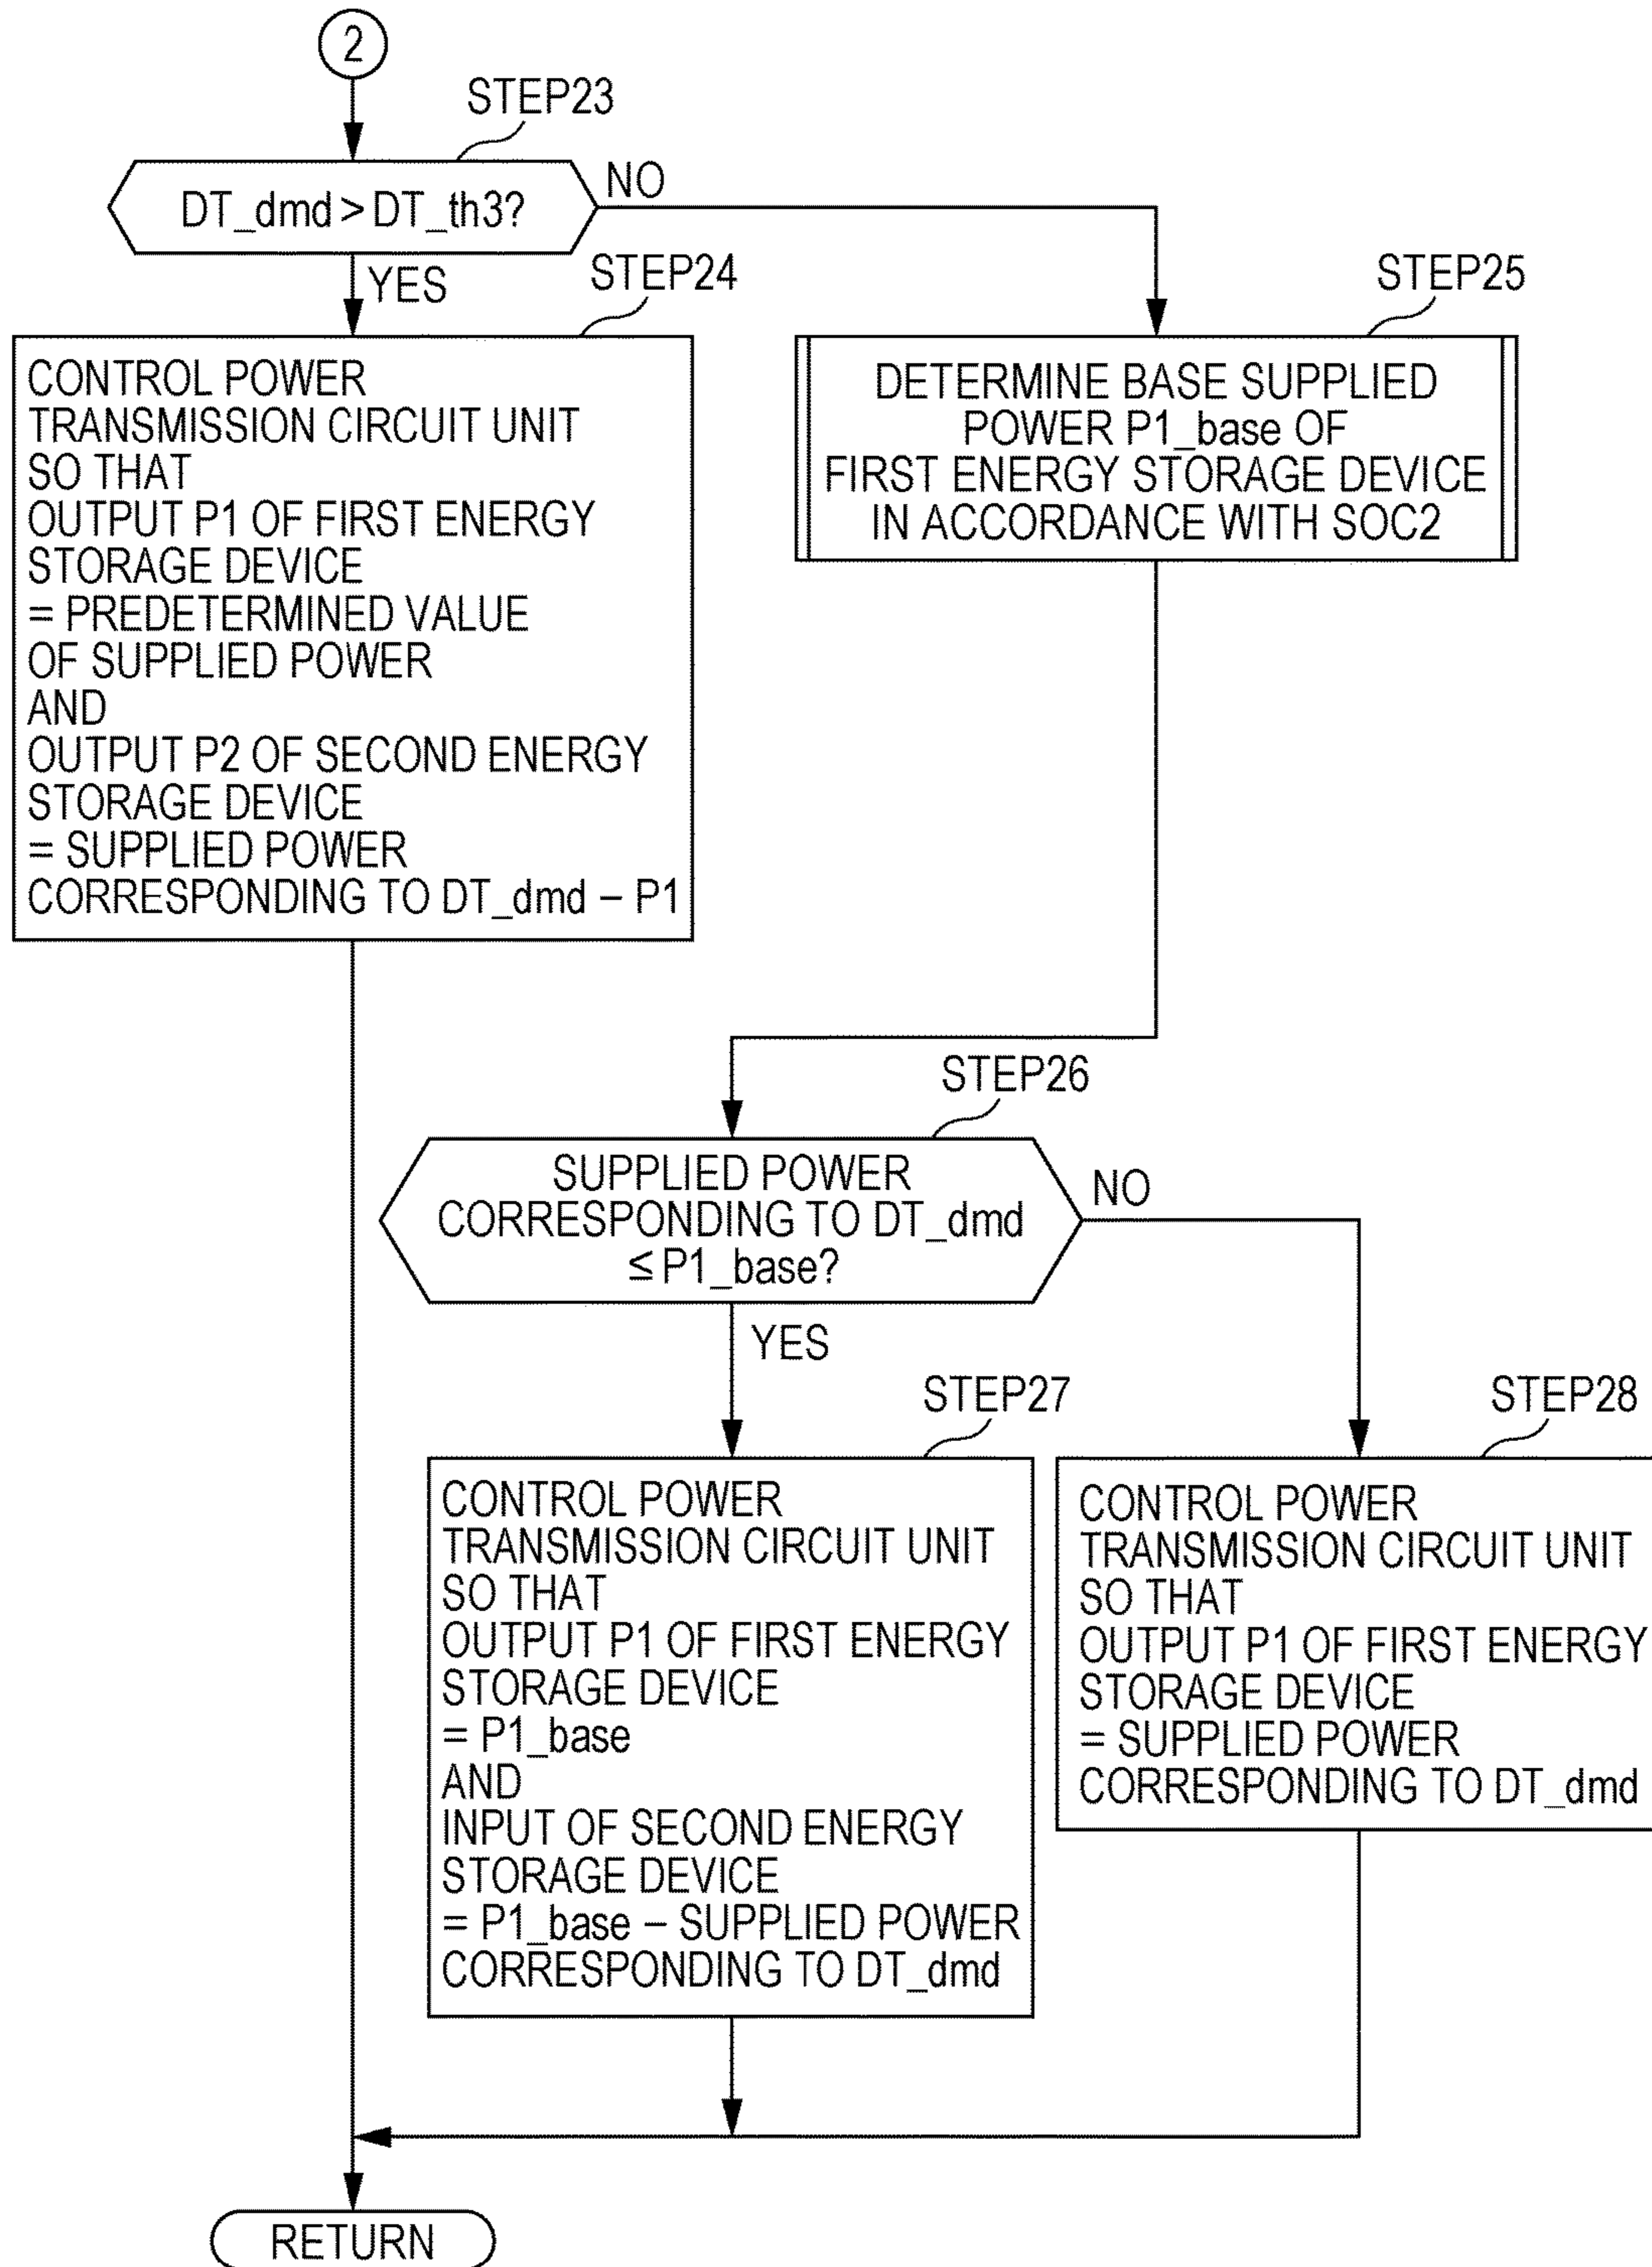 2
STEP23
DT_dmd > DT_th3?
NO
YES
STEP24
CONTROL POWER
TRANSMISSION CIRCUIT UNIT
SO THAT
OUTPUT P1 OF FIRST ENERGY
STORAGE DEVICE
= PREDETERMINED VALUE
OF SUPPLIED POWER
AND
OUTPUT P2 OF SECOND ENERGY
STORAGE DEVICE
= SUPPLIED POWER
CORRESPONDING TO DT_dmd – P1
STEP25
DETERMINE BASE SUPPLIED
POWER P1_base OF
FIRST ENERGY STORAGE DEVICE
IN ACCORDANCE WITH SOC2
STEP26
SUPPLIED POWER
CORRESPONDING TO DT_dmd
≤ P1_base?
NO
YES
STEP27
CONTROL POWER
TRANSMISSION CIRCUIT UNIT
SO THAT
OUTPUT P1 OF FIRST ENERGY
STORAGE DEVICE
= P1_base
AND
INPUT OF SECOND ENERGY
STORAGE DEVICE
= P1_base – SUPPLIED POWER
CORRESPONDING TO DT_dmd
STEP28
CONTROL POWER
TRANSMISSION CIRCUIT UNIT
SO THAT
OUTPUT P1 OF FIRST ENERGY
STORAGE DEVICE
= SUPPLIED POWER
CORRESPONDING TO DT_dmd
RETURN